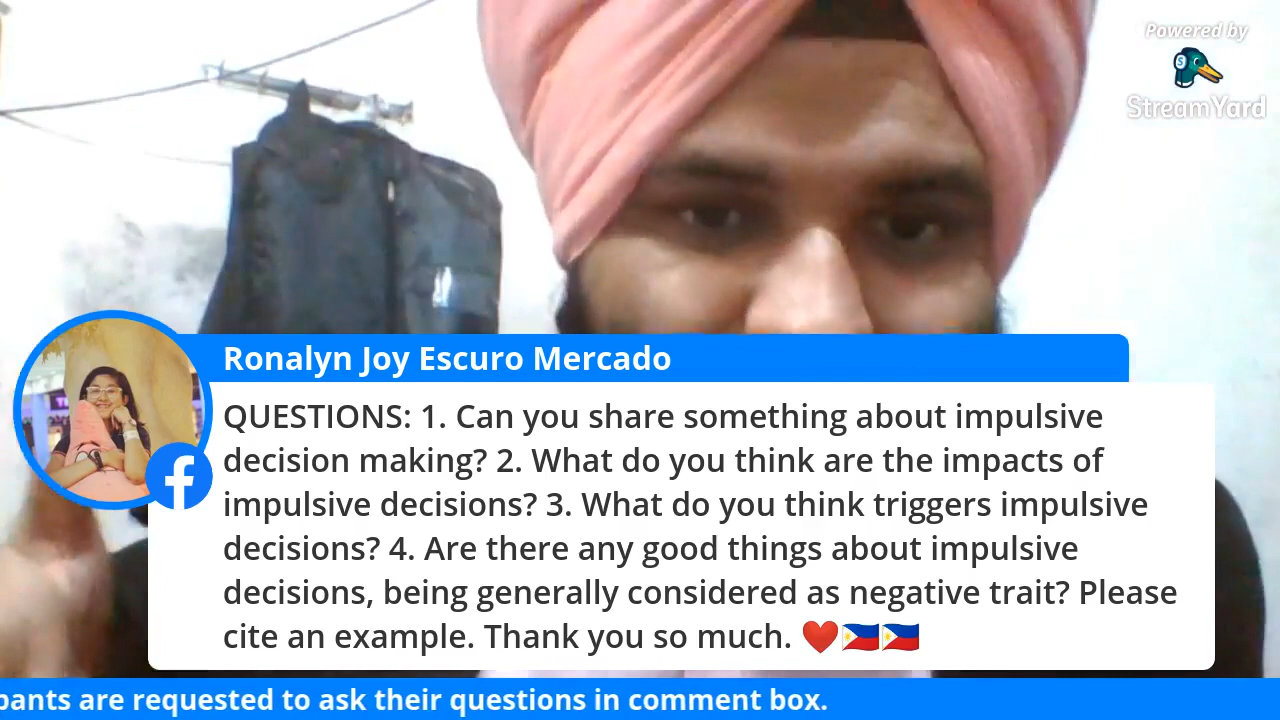 Powered by
StreamYard
Ronalyn Joy Escuro Mercado
QUESTIONS: 1. Can you share something about impulsive
decision making? 2. What do you think are the impacts of
impulsive decisions? 3. What do you think triggers impulsive
decisions? 4. Are there any good things about impulsive
decisions, being generally considered as negative trait? Please
cite an example. Thank you so much. ❤️🇵🇭🇵🇭
pants are requested to ask their questions in comment box.